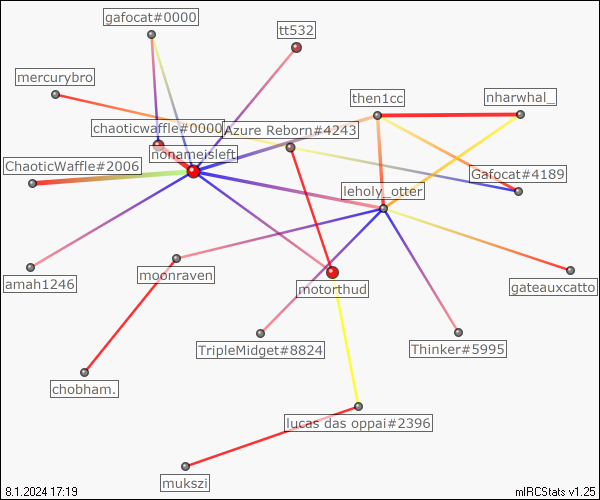 gafocat#0000
tt532
mercurybro
then1cc
nharwhal_
chaoticwaffle#0000
Azure Reborn#4243
nonameisleft
ChaoticWaffle#2006
Gafocat#4189
leholy_otter
amah1246
moonraven
motorthud
gateauxcatto
TripleMidget#8824
Thinker#5995
chobham.
lucas das oppai#2396
mukszi
8.1.2024 17:19
mIRCStats v1.25